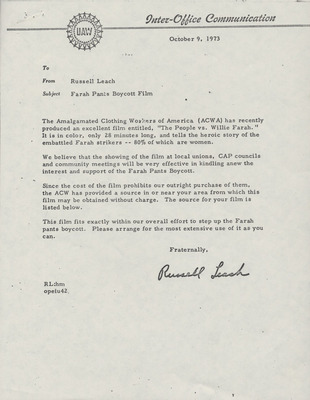 UAW
Inter-Office Communication
October 9, 1973
To
From Russell Leach
Subject Farah Pants Boycott Film
The Amalgamated Clothing Workers of America (ACWA) has recently
produced an excellent film entitled, "The People vs. Willie Farah."
It is in color, only 28 minutes long, and tells the heroic story of the
embattled Farah strikers -- 80% of which are women.
We believe that the showing of the film at local unions, CAP councils
and community meetings will be very effective in kindling anew the
interest and support of the Farah Pants Boycott.
Since the cost of the film prohibits our outright purchase of them,
the ACW has provided a source in or near your area from which this
film may be obtained without charge. The source for your film is
listed below.
This film fits exactly within our overall effort to step up the Farah
pants boycott. Please arrange for the most extensive use of it as you
can.
Fraternally,
Russell Leach
RL:hm
opeiu42